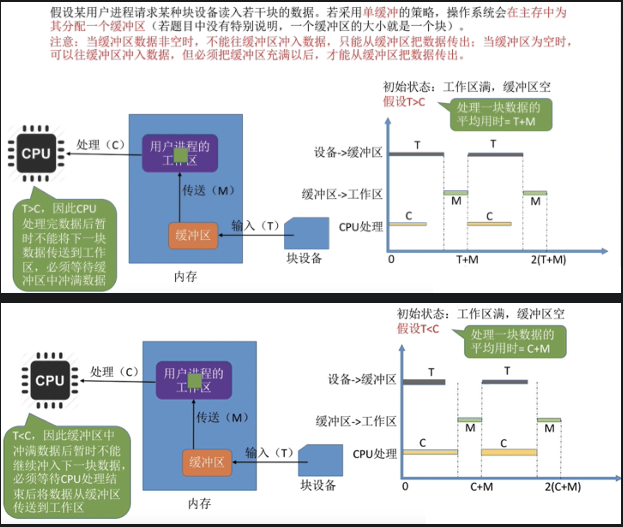 假设某用户进程请求某种块设备读入若干块的数据。若采用单缓冲的策略，操作系统会在主存中为
其分配一个缓冲区（若题目中没有特别说明，一个缓冲区的大小就是一个块）。
注意：当缓冲区数据非空时，不能往缓冲区冲入数据，只能从缓冲区把数据传出；当缓冲区为空时，
可以往缓冲区冲入数据，但必须把缓冲区充满以后，才能从缓冲区把数据传出。
初始状态：工作区满，缓冲区空
假设T>C
处理一块数据的
平均用时=T+M
CPU
处理（C）
用户进程的
工作区
传送（M）
缓冲区
输入（T）
块设备
内存
T>C，因此CPU
处理完数据后暂
时不能将下一块
数据传送到工作
区，必须等待缓
冲区中冲满数据
设备->缓冲区
T
T
缓冲区->工作区
M
M
CPU处理
C
C
0
T+M
2(T+M)
初始状态：工作区满，缓冲区空
假设T<C
处理一块数据的
平均用时=C+M
CPU
处理（C）
用户进程的
工作区
传送（M）
缓冲区
输入（T）
块设备
内存
T<C，因此缓冲区中
冲满数据后暂时不能
继续冲入下一块数据，
必须等待CPU处理结
束后将数据从缓冲区
传送到工作区
设备->缓冲区
T
T
缓冲区->工作区
M
M
CPU处理
C
C
0
C+M
2(C+M)